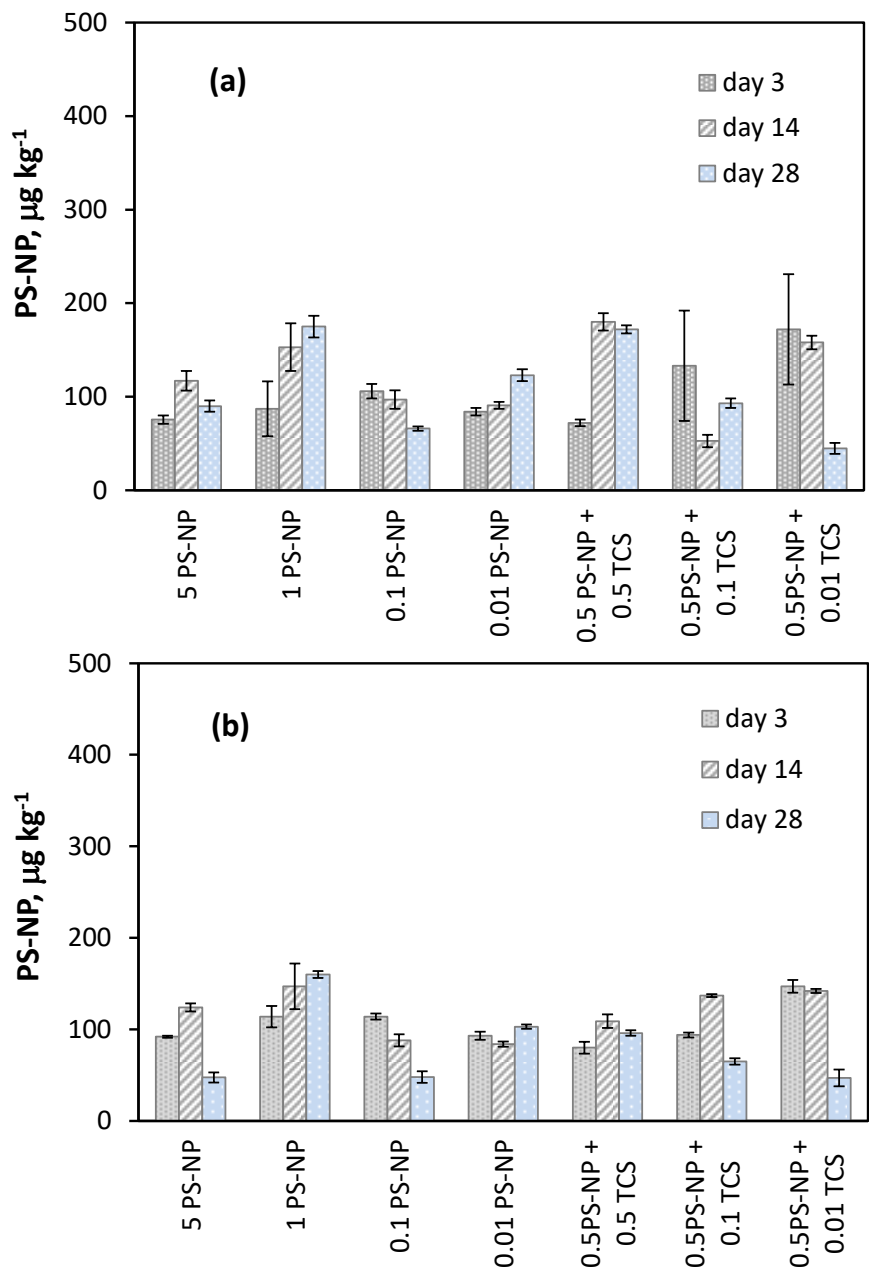 500
400
300
200
100
0
PS-NP, µg kg⁻¹
(a)
day 3
day 14
day 28
5 PS-NP
1 PS-NP
0.1 PS-NP
0.01 PS-NP
0.5 PS-NP +
0.5 TCS
0.5PS-NP +
0.1 TCS
0.5PS-NP +
0.01 TCS
500
400
300
200
100
0
PS-NP, µg kg⁻¹
(b)
day 3
day 14
day 28
5 PS-NP
1 PS-NP
0.1 PS-NP
0.01 PS-NP
0.5PS-NP +
0.5 TCS
0.5PS-NP +
0.1 TCS
0.5PS-NP +
0.01 TCS